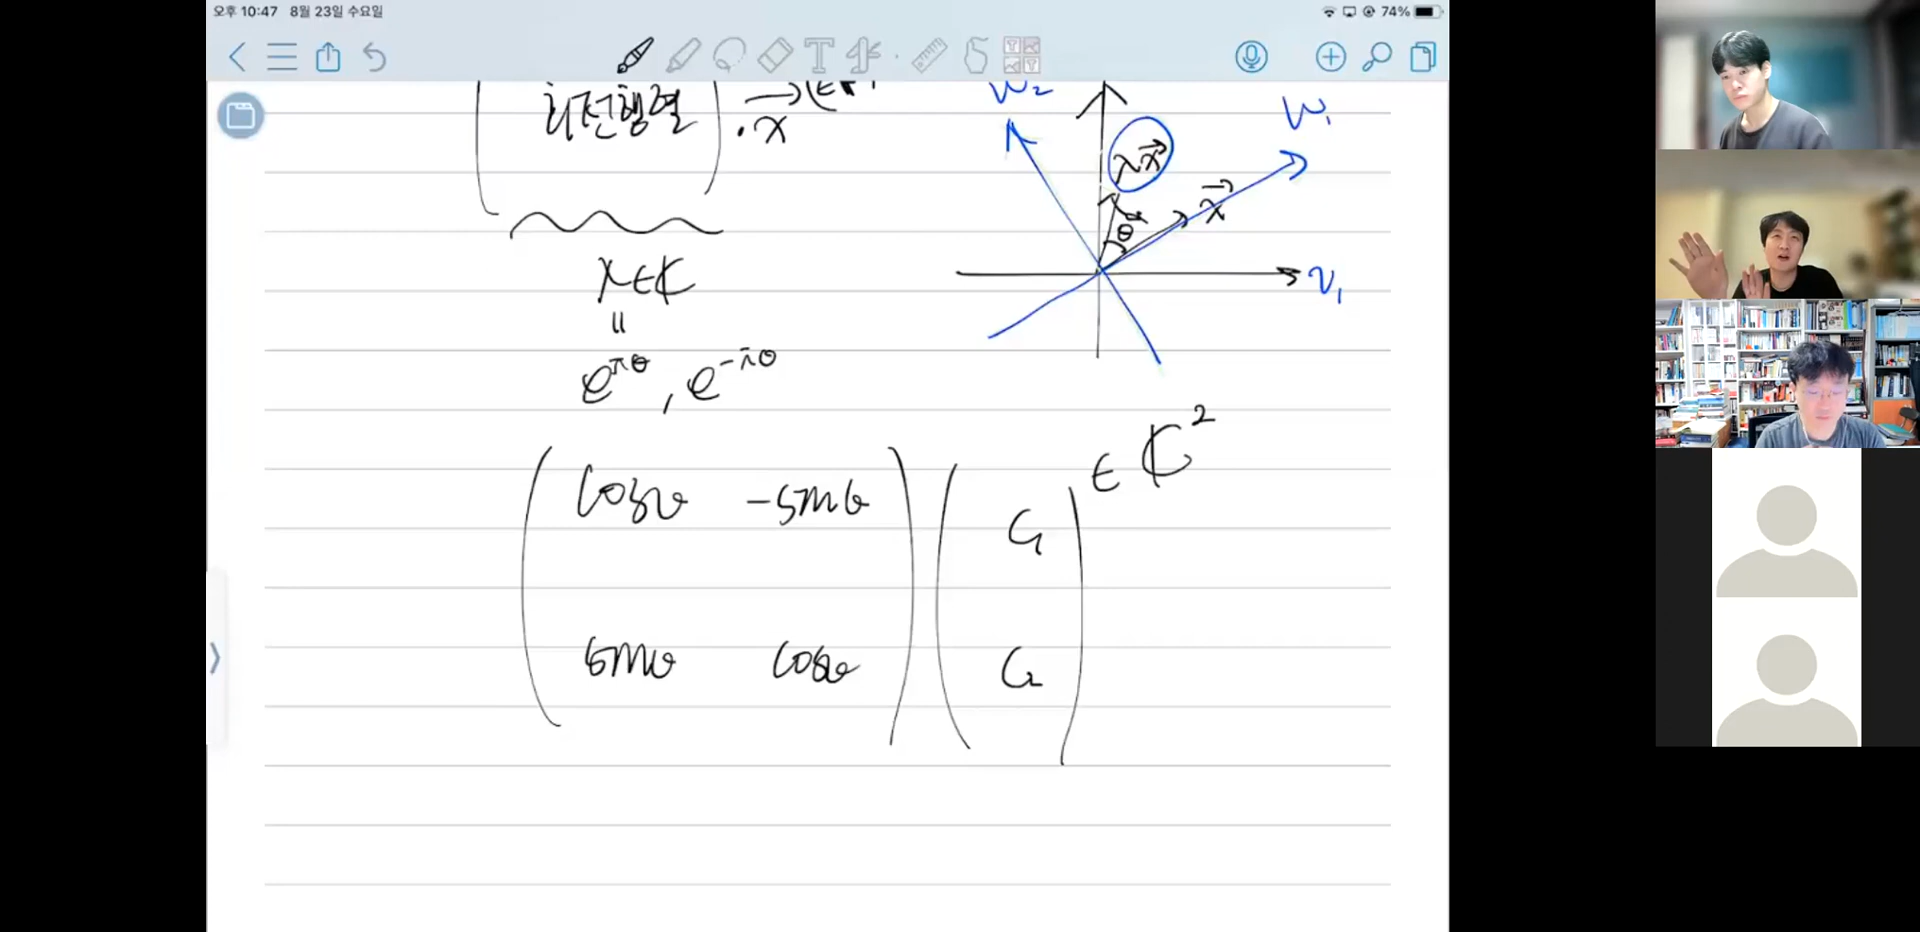 오후 10:47 8월 23일 수요일
74%
회전행렬
· x⃗
w₂
w₁
λx⃗
x⃗
θ
v₁
λ ∈ ℂ
=
e^{iθ}, e^{-iθ}
∈ ℂ²
cosθ -sinθ C₁
sinθ cosθ C₂